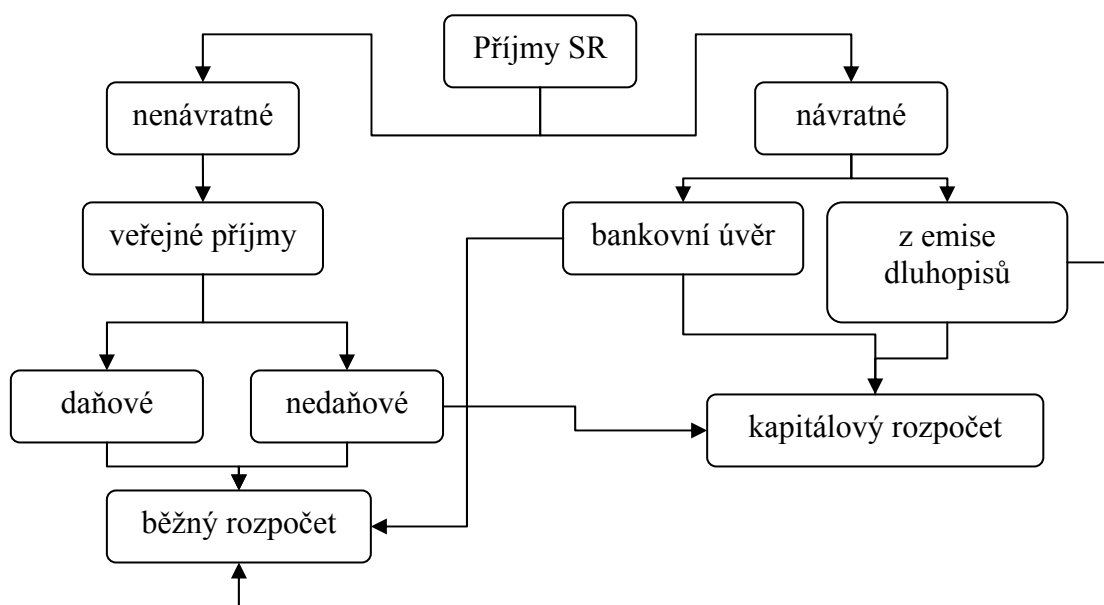 Příjmy SR
nenávratné
návratné
veřejné příjmy
bankovní úvěr
z emise
dluhopisů
daňové
nedaňové
kapitálový rozpočet
běžný rozpočet